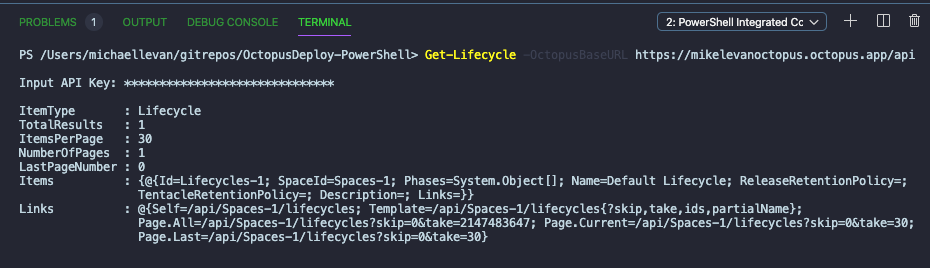 PROBLEMS 1 OUTPUT DEBUG CONSOLE TERMINAL 2: PowerShell Integrated Co
PS /Users/michaellevan/gitrepos/OctopusDeploy-PowerShell> Get-Lifecycle -OctopusBaseURL https://mikelevanoctopus.octopus.app/api
Input API Key: ******************************
ItemType : Lifecycle
TotalResults : 1
ItemsPerPage : 30
NumberOfPages : 1
LastPageNumber : 0
Items : {@{Id=Lifecycles-1; SpaceId=Spaces-1; Phases=System.Object[]; Name=Default Lifecycle; ReleaseRetentionPolicy=;
TentacleRetentionPolicy=; Description=; Links=}}
Links : @{Self=/api/Spaces-1/lifecycles; Template=/api/Spaces-1/lifecycles{?skip,take,ids,partialName};
Page.All=/api/Spaces-1/lifecycles?skip=0&take=2147483647; Page.Current=/api/Spaces-1/lifecycles?skip=0&take=30;
Page.Last=/api/Spaces-1/lifecycles?skip=0&take=30}